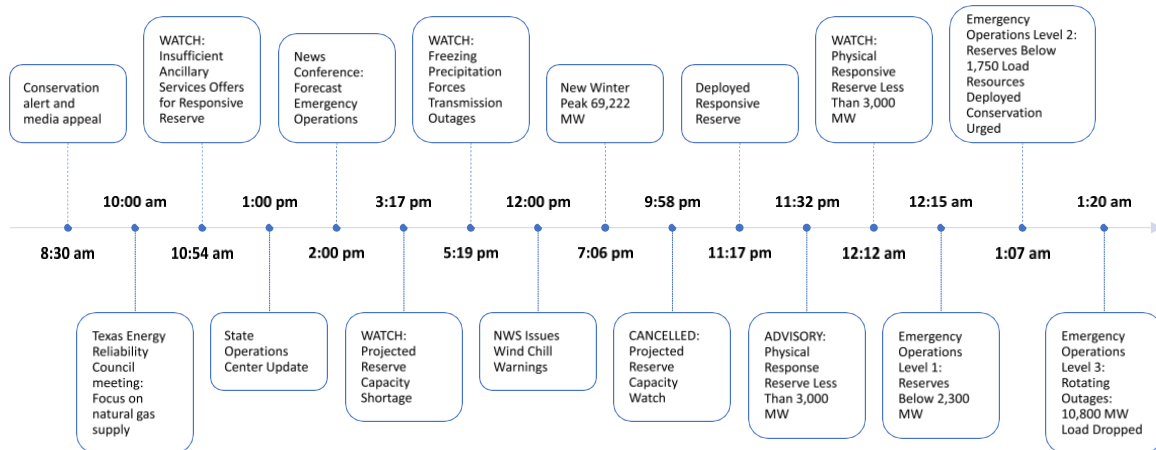 Conservation
alert and
media appeal
WATCH:
Insufficient
Ancillary
Services Offers
for Responsive
Reserve
News
Conference:
Forecast
Emergency
Operations
WATCH:
Freezing
Precipitation
Forces
Transmission
Outages
New Winter
Peak 69,222
MW
Deployed
Responsive
Reserve
WATCH:
Physical
Responsive
Reserve Less
Than 3,000
MW
Emergency
Operations Level 2:
Reserves Below
1,750 Load
Resources
Deployed
Conservation
Urged
10:00 am
1:00 pm
3:17 pm
12:00 pm
9:58 pm
11:32 pm
12:15 am
1:20 am
8:30 am
10:54 am
2:00 pm
5:19 pm
7:06 pm
11:17 pm
12:12 am
1:07 am
Texas Energy
Reliability
Council
meeting:
Focus on
natural gas
supply
State
Operations
Center Update
WATCH:
Projected
Reserve
Capacity
Shortage
NWS Issues
Wind Chill
Warnings
CANCELLED:
Projected
Reserve
Capacity
Watch
ADVISORY:
Physical
Response
Reserve Less
Than 3,000
MW
Emergency
Operations
Level 1:
Reserves
Below 2,300
MW
Emergency
Operations
Level 3:
Rotating
Outages:
10,800 MW
Load Dropped